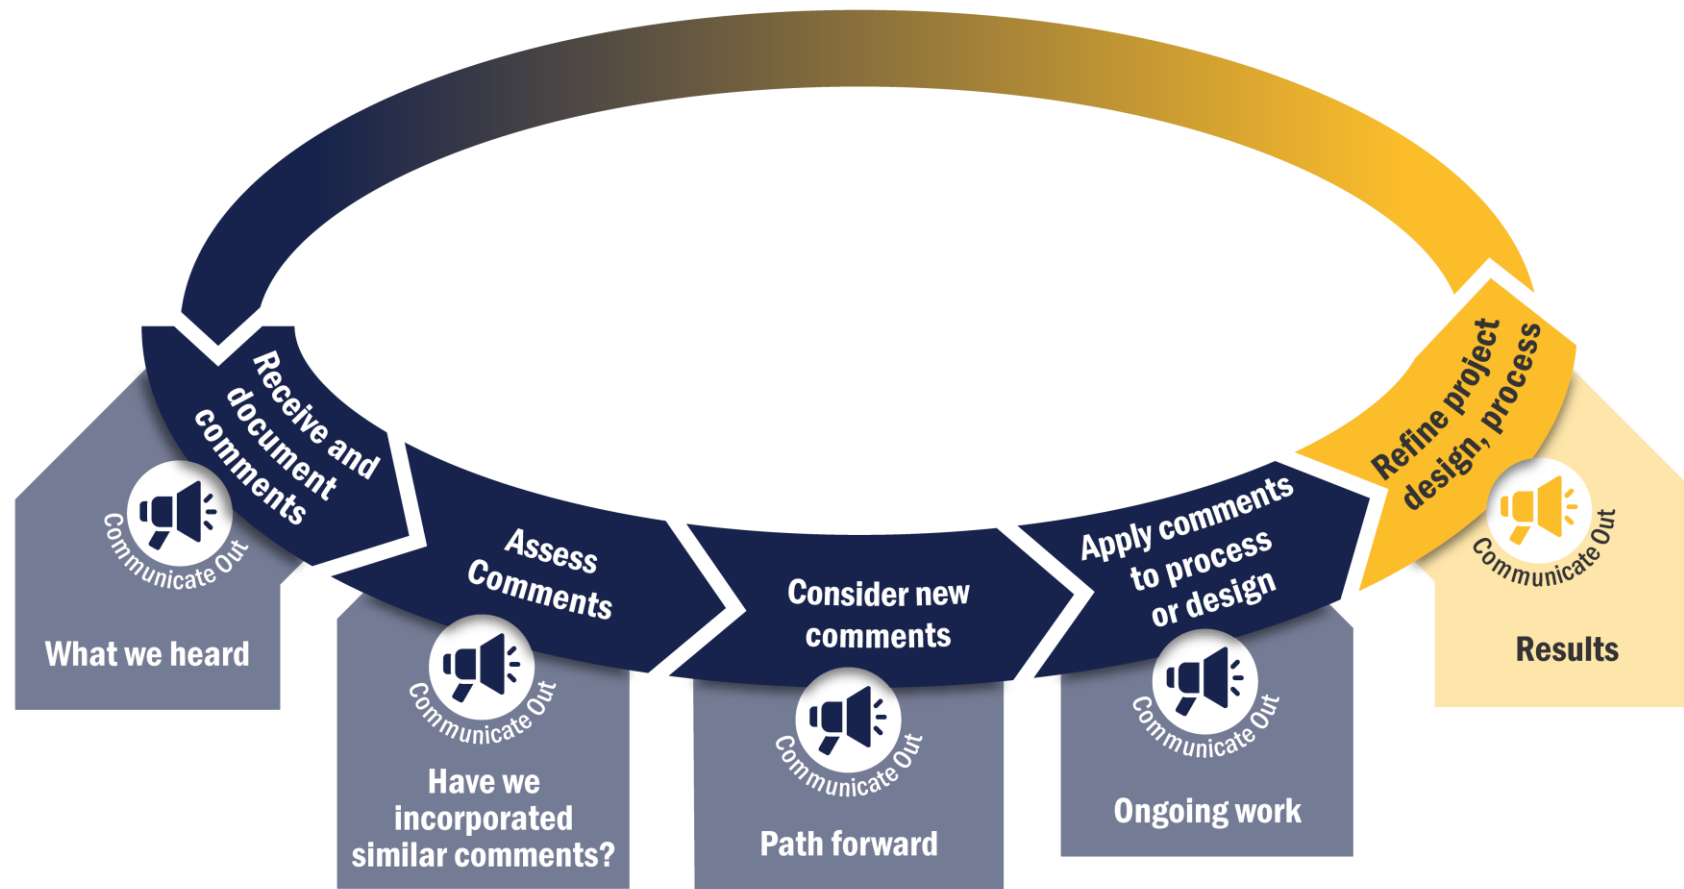 Receive and
document
comments
Communicate Out
What we heard
Assess
Comments
Communicate Out
Have we
incorporated
similar comments?
Consider new
comments
Communicate Out
Path forward
Apply comments
to process
or design
Communicate Out
Ongoing work
Refine project
design, process
Communicate Out
Results